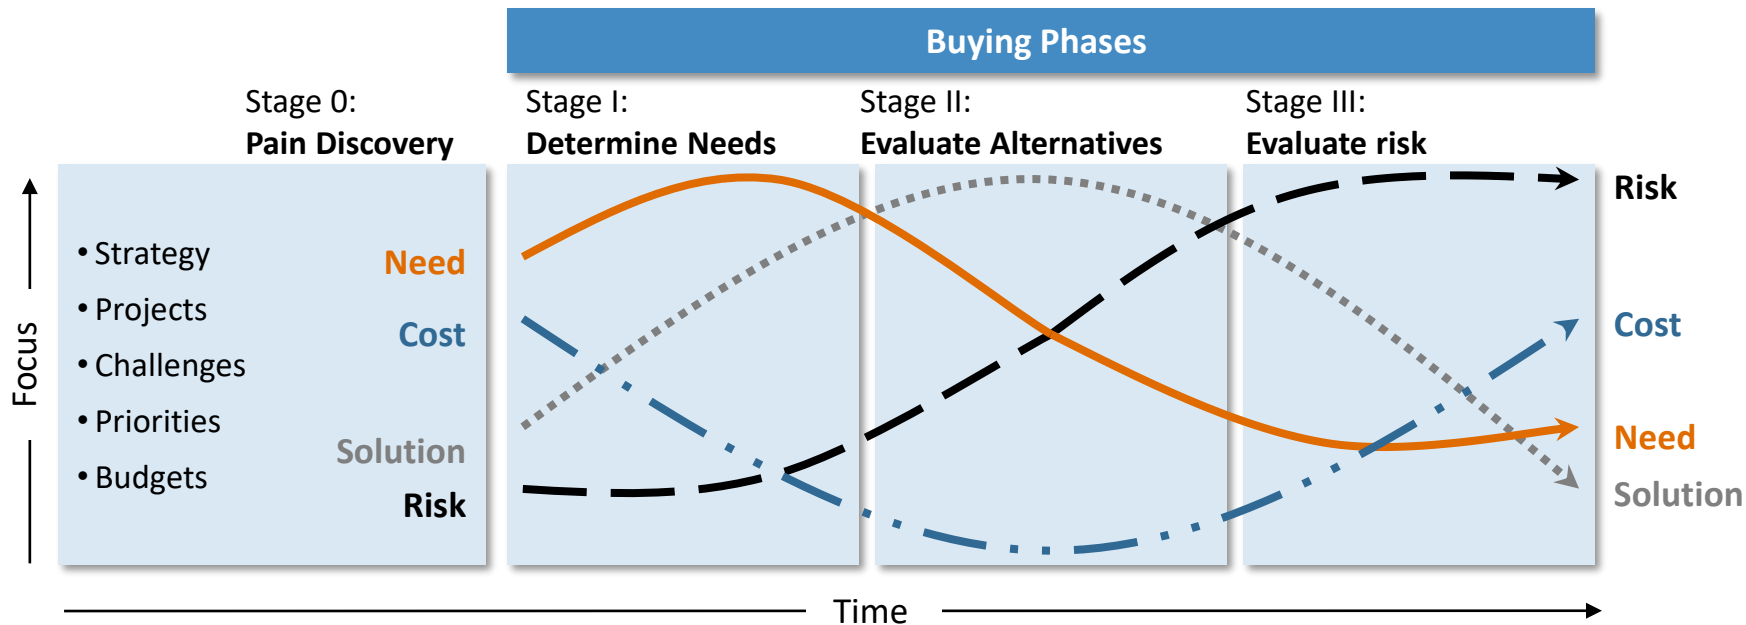 Buying Phases
Stage 0:
Pain Discovery
Stage I:
Determine Needs
Stage II:
Evaluate Alternatives
Stage III:
Evaluate risk
Focus
• Strategy
• Projects
• Challenges
• Priorities
• Budgets
Need
Cost
Solution
Risk
Risk
Cost
Need
Solution
Time